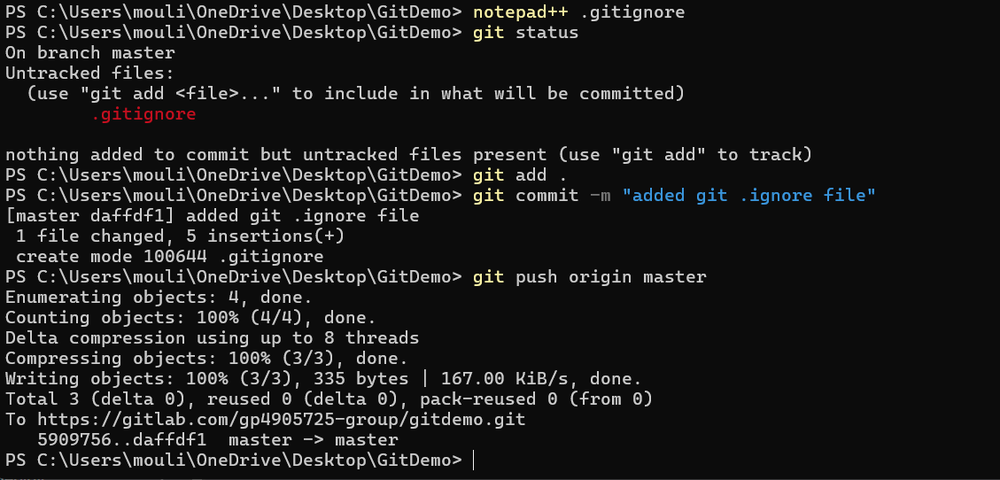 PS C:\Users\mouli\OneDrive\Desktop\GitDemo> notepad++ .gitignore
PS C:\Users\mouli\OneDrive\Desktop\GitDemo> git status
On branch master
Untracked files:
  (use "git add <file>..." to include in what will be committed)
        .gitignore

nothing added to commit but untracked files present (use "git add" to track)
PS C:\Users\mouli\OneDrive\Desktop\GitDemo> git add .
PS C:\Users\mouli\OneDrive\Desktop\GitDemo> git commit -m "added git .ignore file"
[master daffdf1] added git .ignore file
 1 file changed, 5 insertions(+)
 create mode 100644 .gitignore
PS C:\Users\mouli\OneDrive\Desktop\GitDemo> git push origin master
Enumerating objects: 4, done.
Counting objects: 100% (4/4), done.
Delta compression using up to 8 threads
Compressing objects: 100% (3/3), done.
Writing objects: 100% (3/3), 335 bytes | 167.00 KiB/s, done.
Total 3 (delta 0), reused 0 (delta 0), pack-reused 0 (from 0)
To https://gitlab.com/gp4905725-group/gitdemo.git
   5909756..daffdf1  master -> master
PS C:\Users\mouli\OneDrive\Desktop\GitDemo>